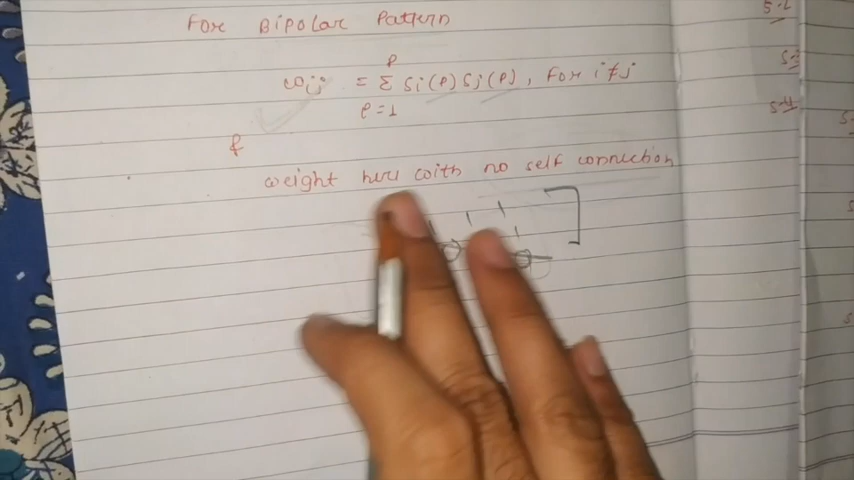 For Bipolar Pattern
P
wij = Σ Si(P) Sj(P), For i≠j
P=1
&
weight here with no self connection